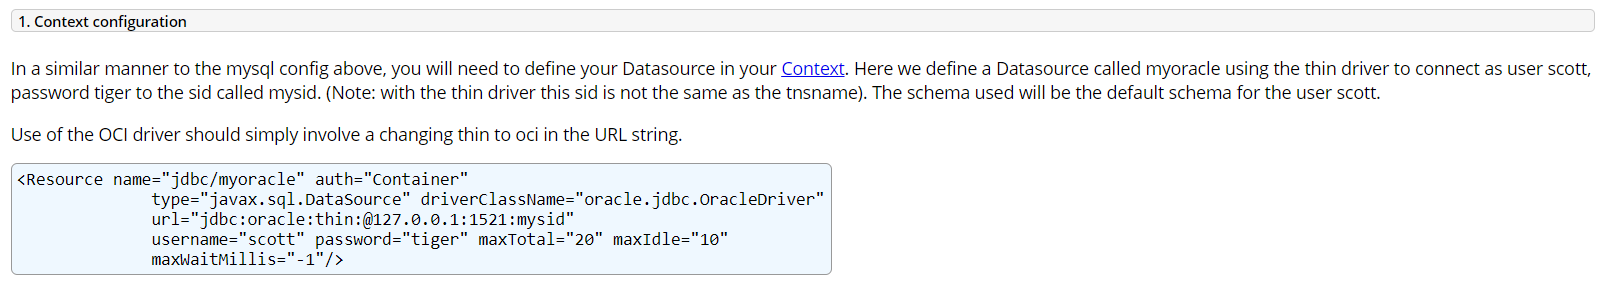 1. Context configuration
In a similar manner to the mysql config above, you will need to define your Datasource in your Context. Here we define a Datasource called myoracle using the thin driver to connect as user scott,
password tiger to the sid called mysid. (Note: with the thin driver this sid is not the same as the tnsname). The schema used will be the default schema for the user scott.
Use of the OCI driver should simply involve a changing thin to oci in the URL string.
<Resource name="jdbc/myoracle" auth="Container"
type="javax.sql.DataSource" driverClassName="oracle.jdbc.OracleDriver"
url="jdbc:oracle:thin:@127.0.0.1:1521:mysid"
username="scott" password="tiger" maxTotal="20" maxIdle="10"
maxWaitMillis="-1"/>